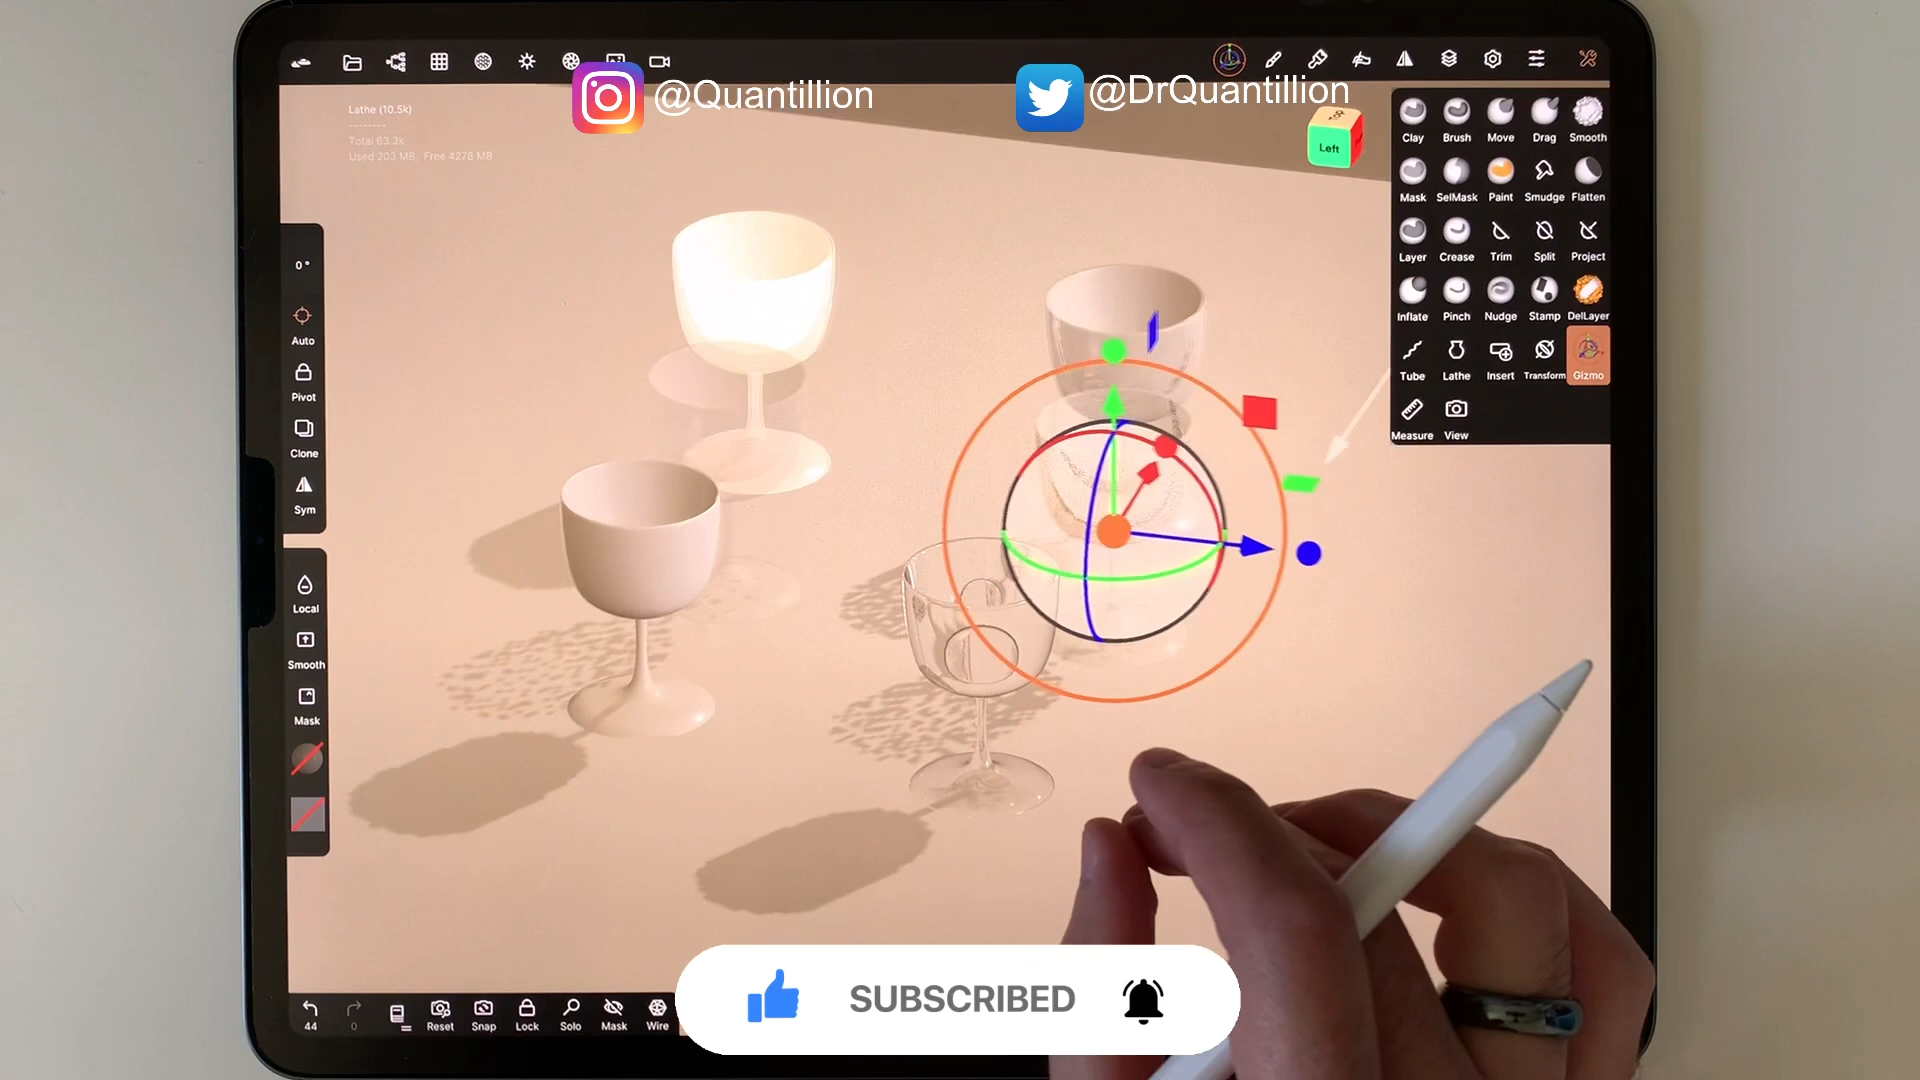 @Quantillion
@DrQuantillion
Lathe (10.5k)
Total 63.3k
Used 203 MB, Free 4278 MB
Left
TOP
Clay
Brush
Move
Drag
Smooth
Mask
SelMask
Paint
Smudge
Flatten
Layer
Crease
Trim
Split
Project
Inflate
Pinch
Nudge
Stamp
DelLayer
Tube
Lathe
Insert
Transform
Gizmo
Measure
View
0°
Auto
Pivot
Clone
Sym
Local
Smooth
Mask
44
0
Reset
Snap
Lock
Solo
Mask
Wire
SUBSCRIBED